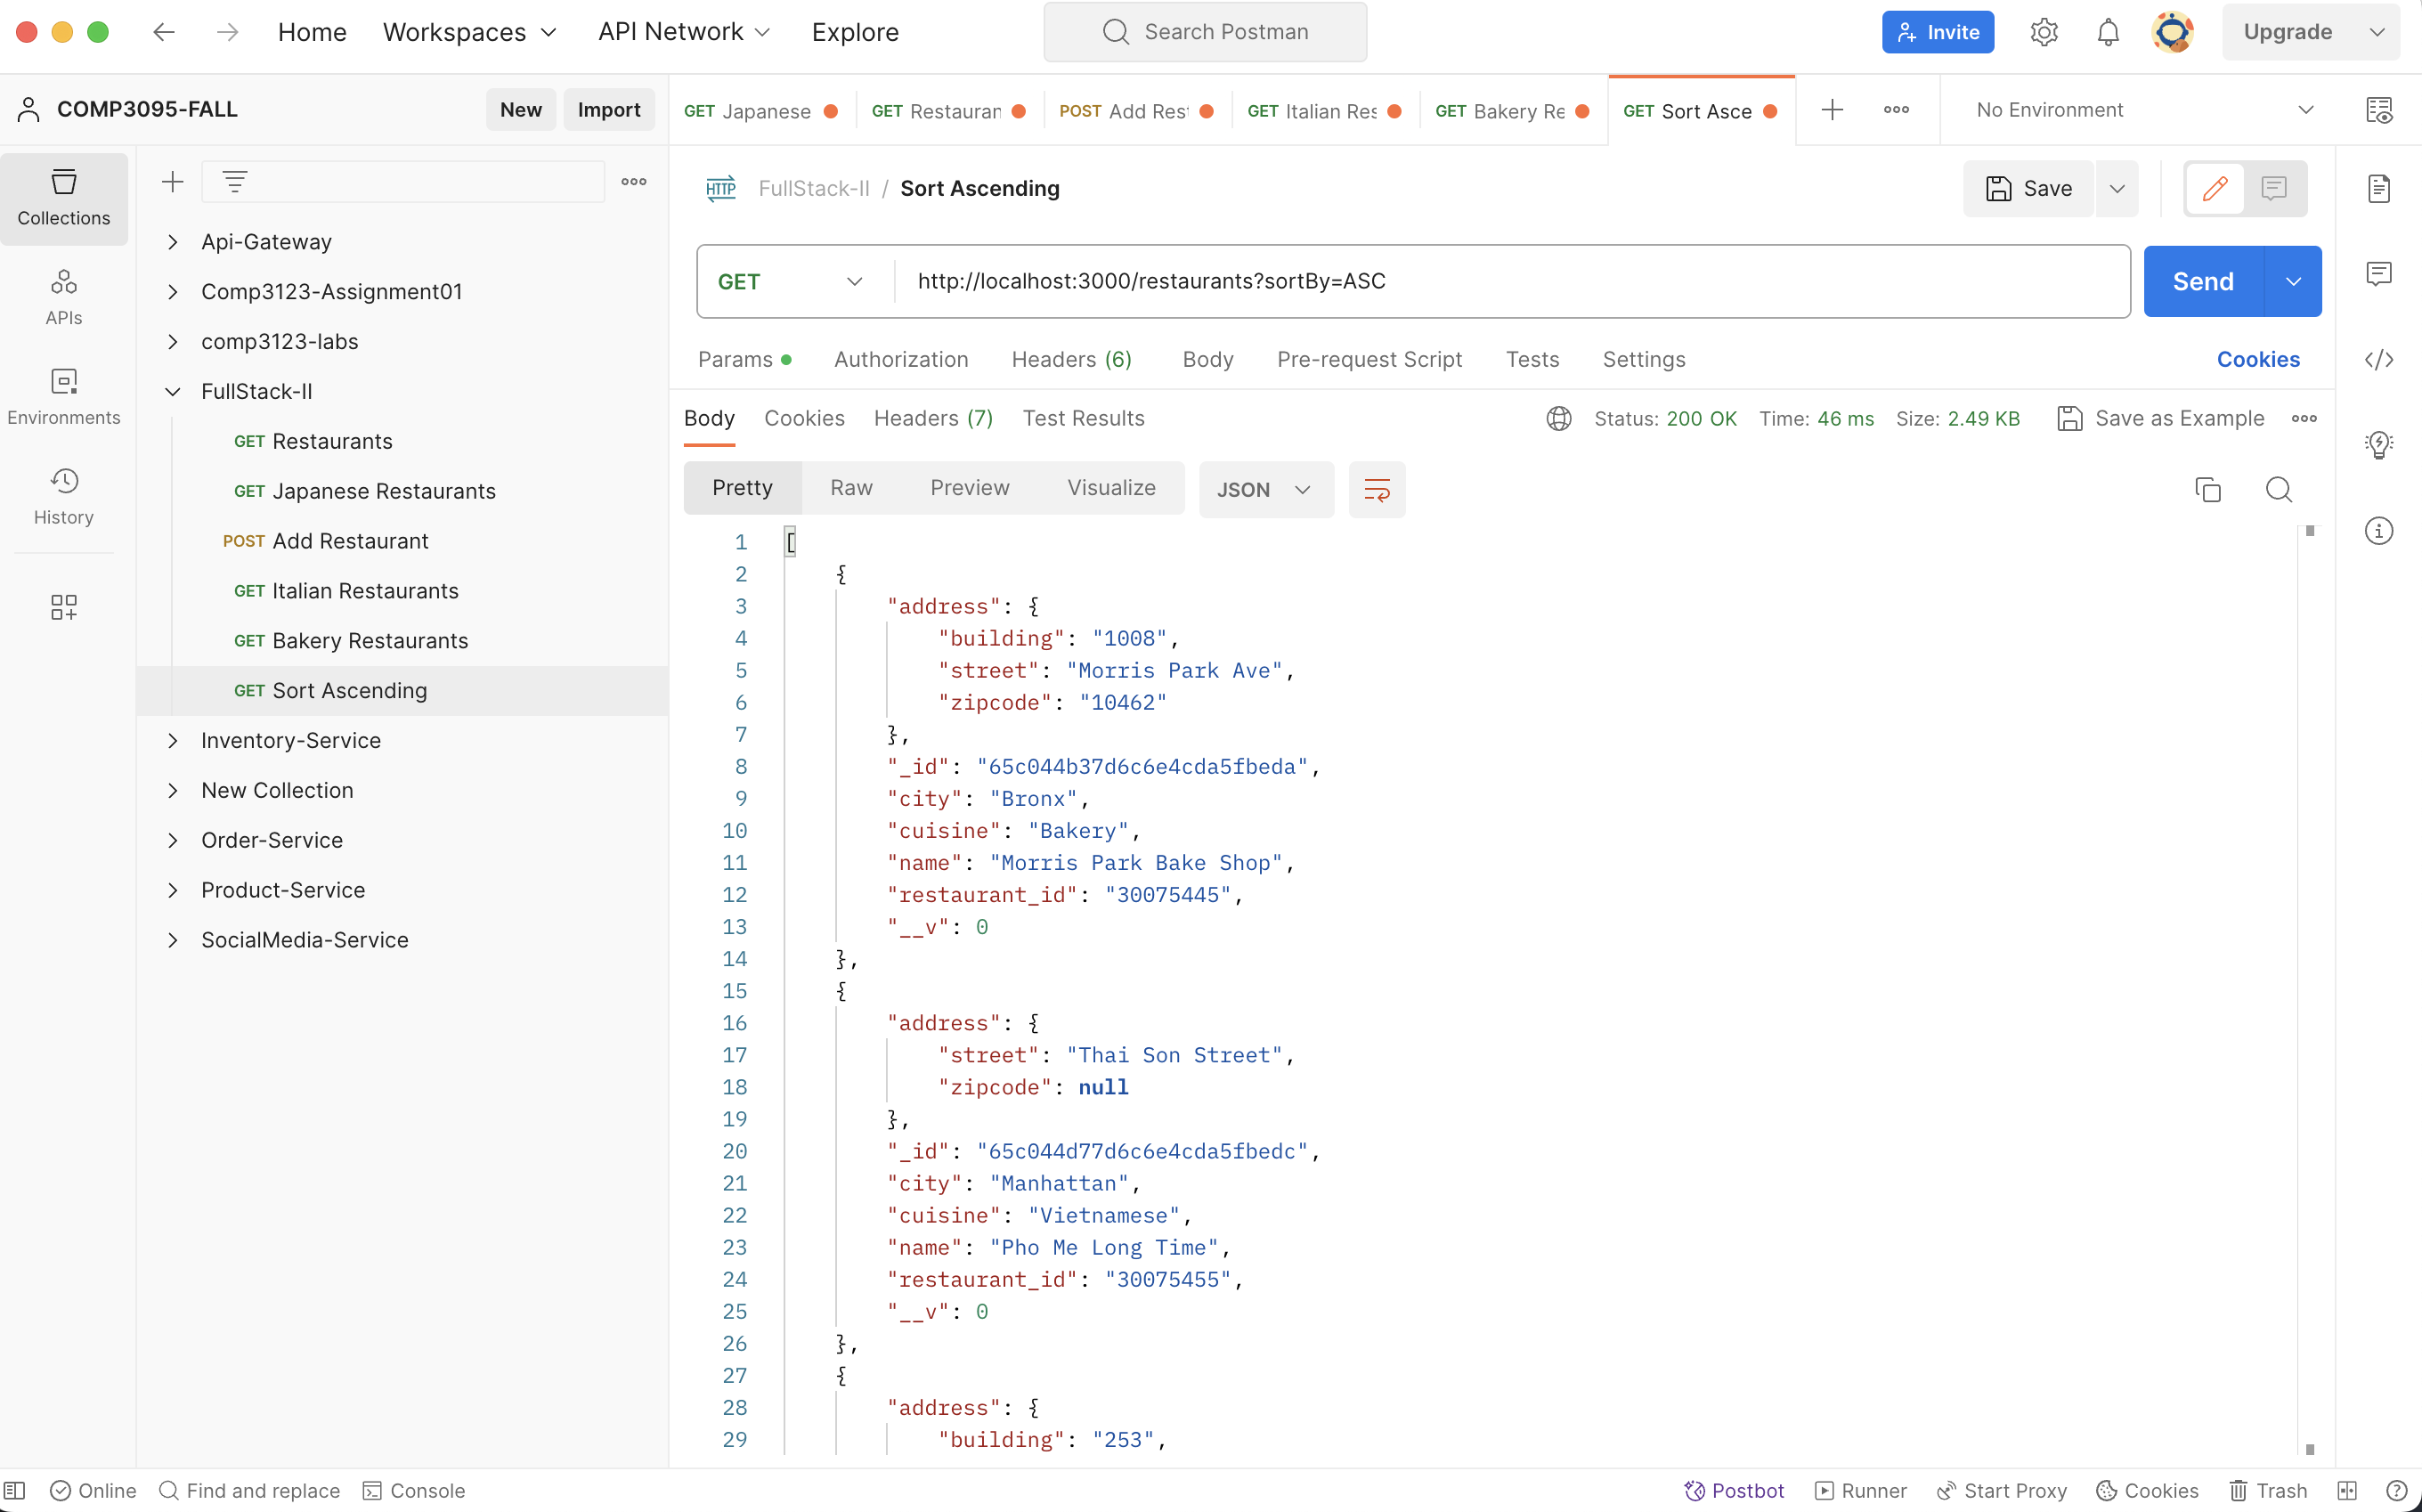 Home Workspaces API Network Explore Search Postman Invite Upgrade
COMP3095-FALL New Import GET Japanese GET Restauran POST Add Rest GET Italian Res GET Bakery Re GET Sort Asce No Environment
Collections
APIs
Environments
History
Api-Gateway
Comp3123-Assignment01
comp3123-labs
FullStack-II
GET Restaurants
GET Japanese Restaurants
POST Add Restaurant
GET Italian Restaurants
GET Bakery Restaurants
GET Sort Ascending
Inventory-Service
New Collection
Order-Service
Product-Service
SocialMedia-Service
HTTP FullStack-II / Sort Ascending Save
GET http://localhost:3000/restaurants?sortBy=ASC Send
Params Authorization Headers (6) Body Pre-request Script Tests Settings Cookies
Body Cookies Headers (7) Test Results Status: 200 OK Time: 46 ms Size: 2.49 KB Save as Example
Pretty Raw Preview Visualize JSON
1 [
2 {
3 "address": {
4 "building": "1008",
5 "street": "Morris Park Ave",
6 "zipcode": "10462"
7 },
8 "_id": "65c044b37d6c6e4cda5fbeda",
9 "city": "Bronx",
10 "cuisine": "Bakery",
11 "name": "Morris Park Bake Shop",
12 "restaurant_id": "30075445",
13 "__v": 0
14 },
15 {
16 "address": {
17 "street": "Thai Son Street",
18 "zipcode": null
19 },
20 "_id": "65c044d77d6c6e4cda5fbedc",
21 "city": "Manhattan",
22 "cuisine": "Vietnamese",
23 "name": "Pho Me Long Time",
24 "restaurant_id": "30075455",
25 "__v": 0
26 },
27 {
28 "address": {
29 "building": "253",
Online Find and replace Console Postbot Runner Start Proxy Cookies Trash